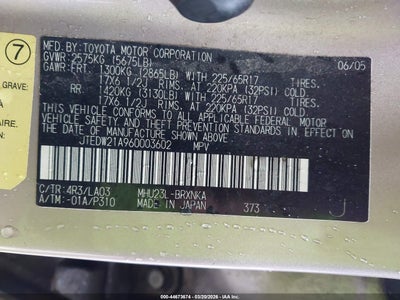 7
GRAVE:
A
AIRE.
MFD. BY: TOYOTA MOTOR CORPORATION 06/05
GVWR: 2575KG (5675LB)
GAWR: FRT. 1300KG (2865LB) WITH 225/65R17 TIRES.
17X6 1/2J RIMS. AT 220KPA (32PSI) COLD
RR. 1420KG (3130LB) WITH 225/65R17 TIRES.
17X6 1/2J RIMS. AT 220KPA (32PSI) COLD
THIS VEHICLE CONFORMS TO ALL APPLICABLE FEDERAL
MOTOR VEHICLE SAFETY STANDARDS IN
EFFECT ON THE DATE OF MANUFACTURE SHOWN ABOVE.
JTEDW21A960003602 MPV
C/TR: 4R3/LA03 MHU23L-BRXNKA
A/TM: -01A/P310 MADE IN JAPAN 373 J
000-44673674 - 03/20/2026 - © IAA, LLC